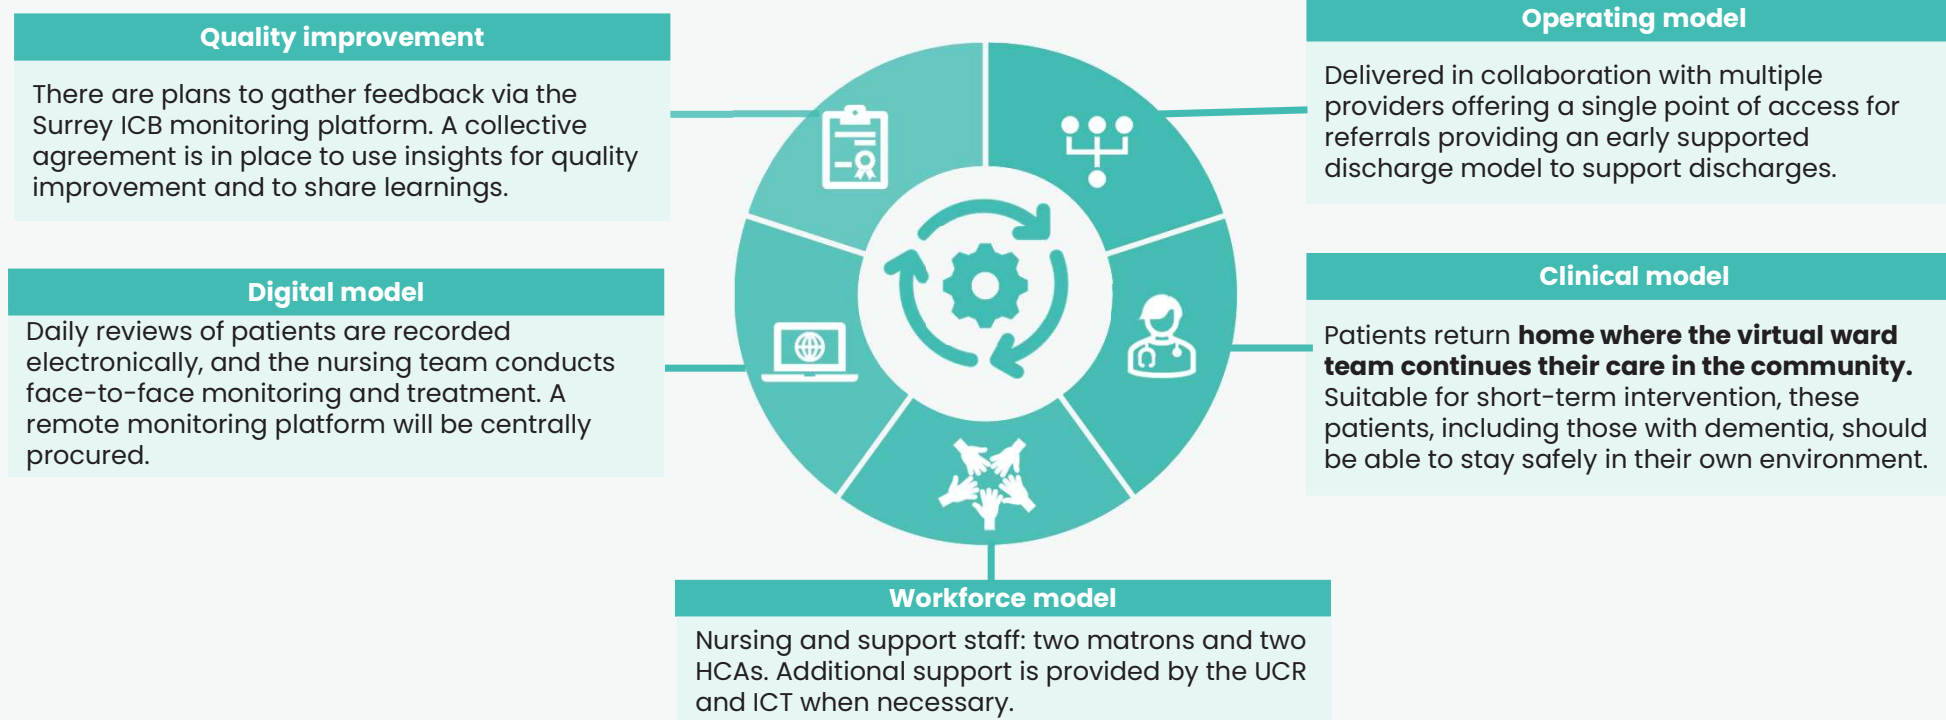 Quality improvement
There are plans to gather feedback via the
Surrey ICB monitoring platform. A collective
agreement is in place to use insights for quality
improvement and to share learnings.
Operating model
Delivered in collaboration with multiple
providers offering a single point of access for
referrals providing an early supported
discharge model to support discharges.
Digital model
Daily reviews of patients are recorded
electronically, and the nursing team conducts
face-to-face monitoring and treatment. A
remote monitoring platform will be centrally
procured.
Clinical model
Patients return home where the virtual ward
team continues their care in the community.
Suitable for short-term intervention, these
patients, including those with dementia, should
be able to stay safely in their own environment.
Workforce model
Nursing and support staff: two matrons and two
HCAs. Additional support is provided by the UCR
and ICT when necessary.